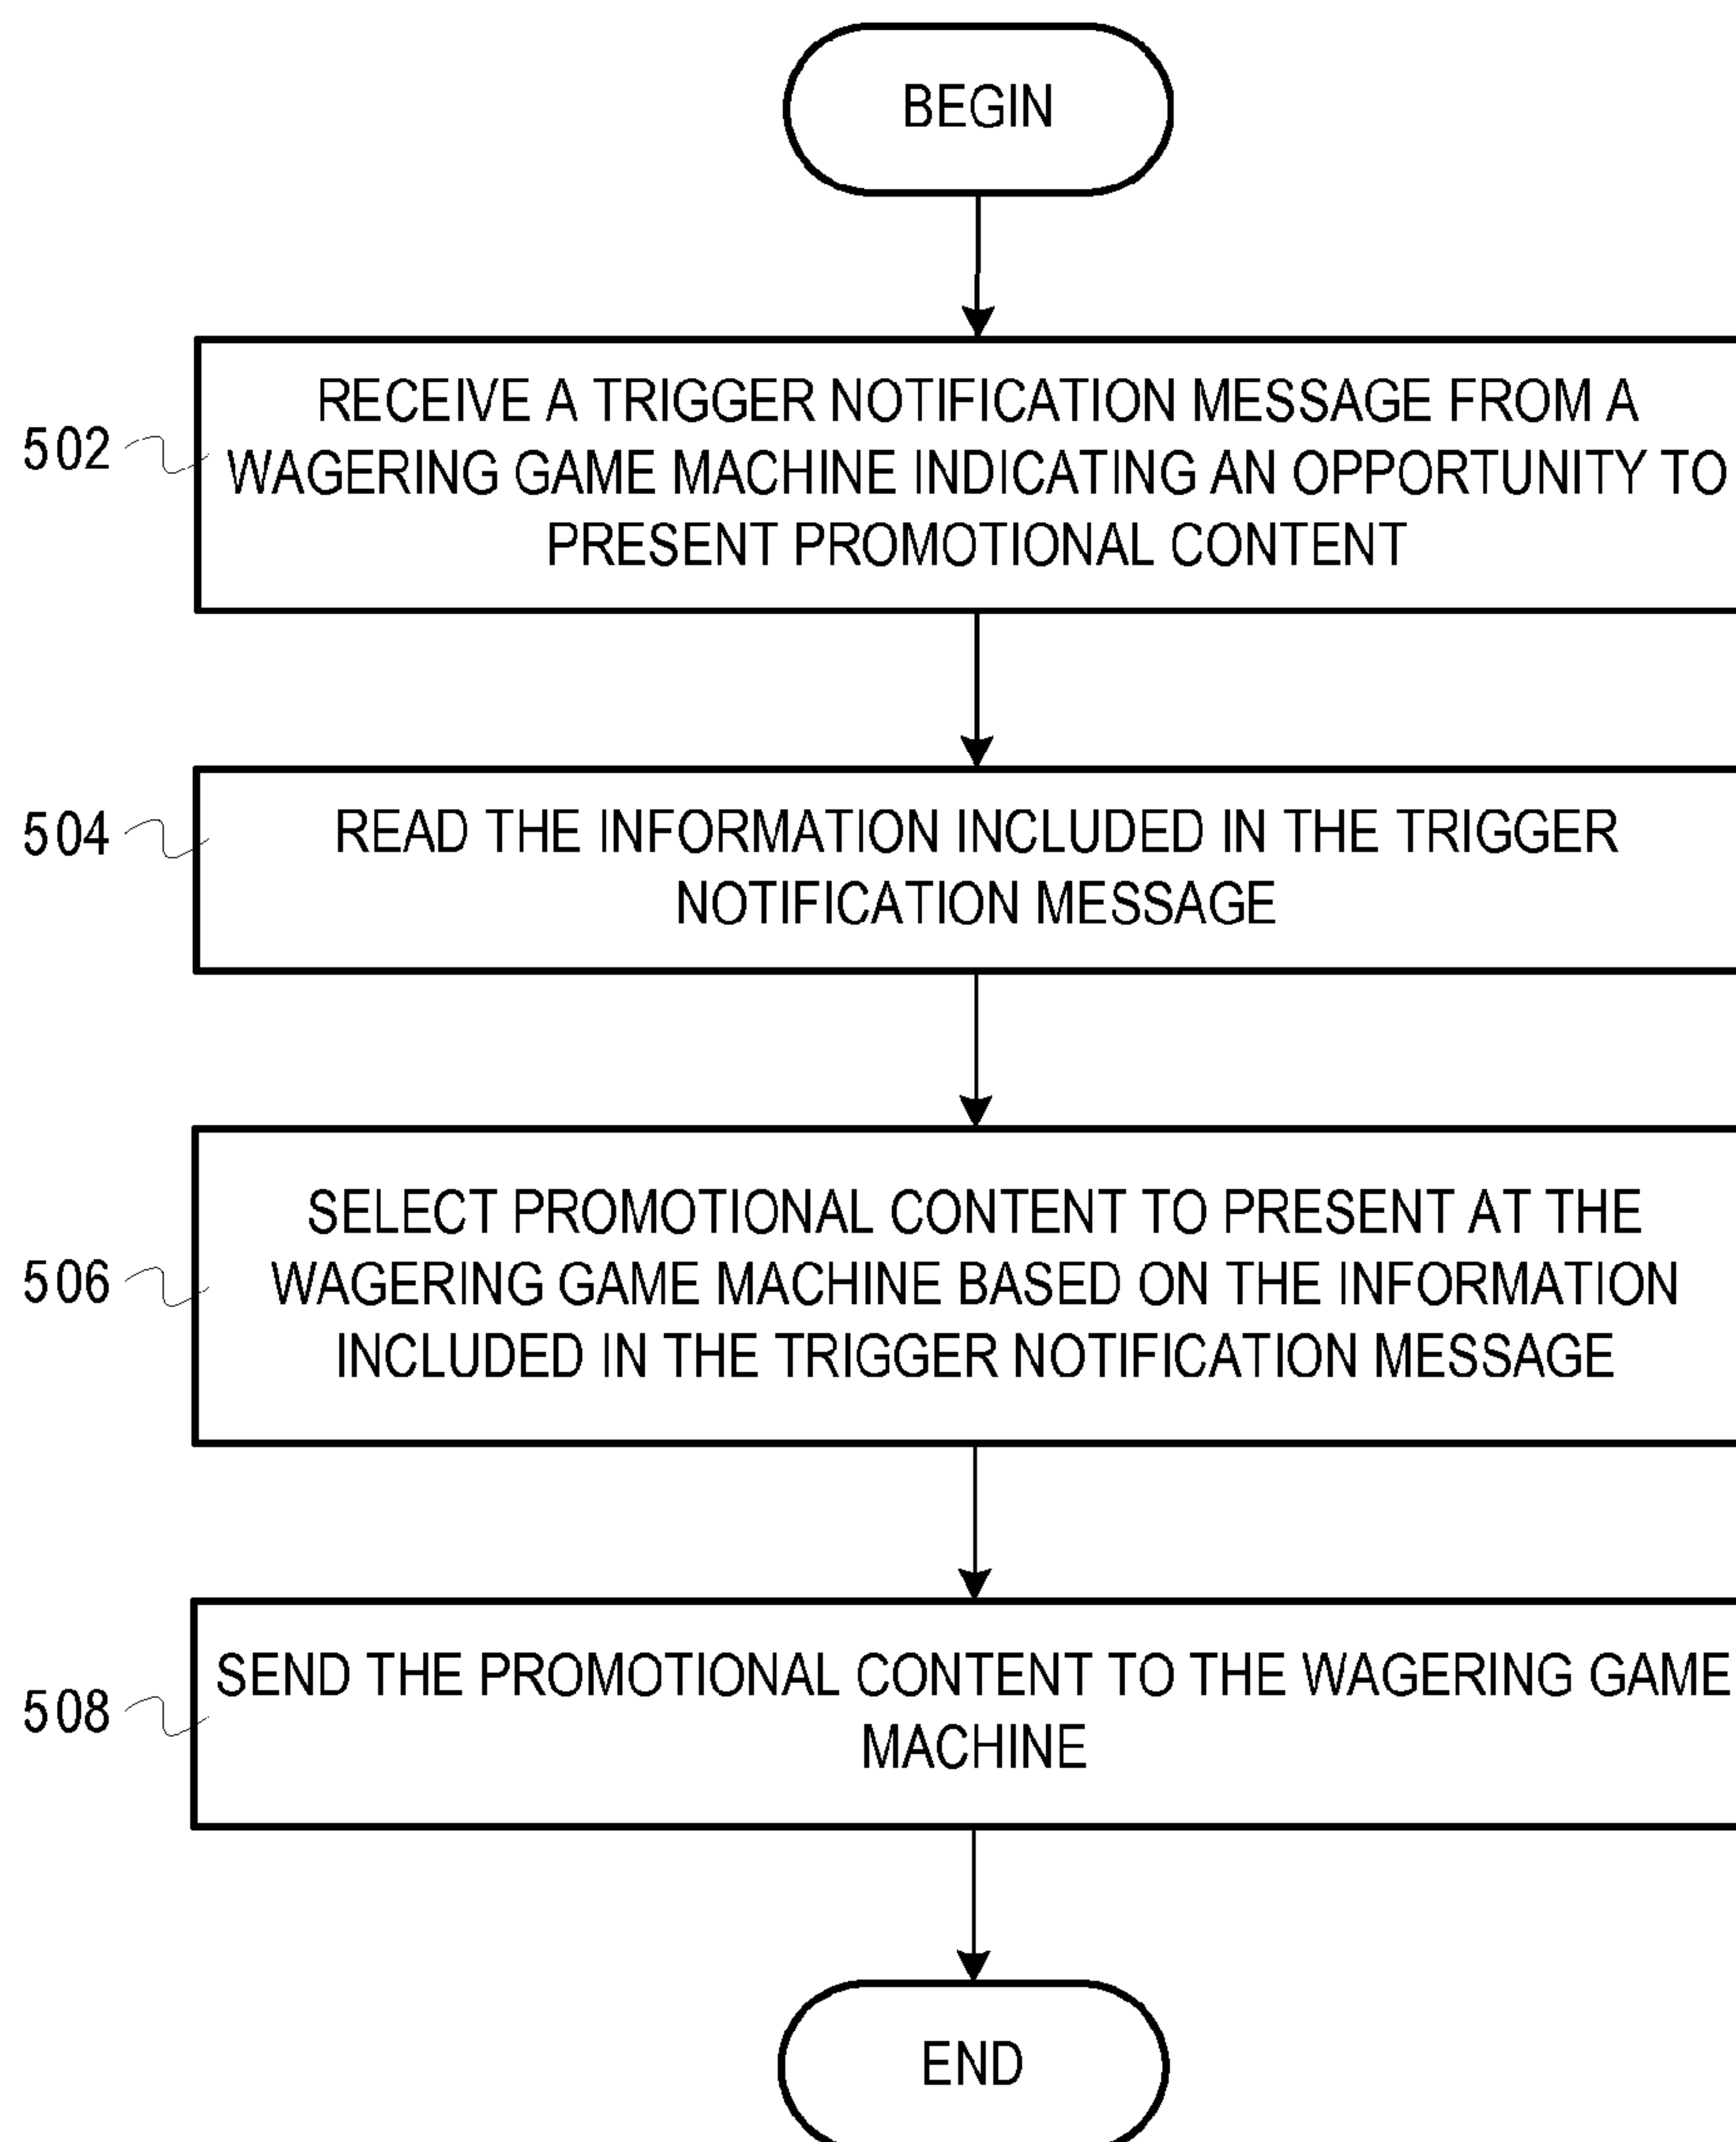 BEGIN
502
RECEIVE A TRIGGER NOTIFICATION MESSAGE FROM A
WAGERING GAME MACHINE INDICATING AN OPPORTUNITY TO
PRESENT PROMOTIONAL CONTENT
504
READ THE INFORMATION INCLUDED IN THE TRIGGER
NOTIFICATION MESSAGE
506
SELECT PROMOTIONAL CONTENT TO PRESENT AT THE
WAGERING GAME MACHINE BASED ON THE INFORMATION
INCLUDED IN THE TRIGGER NOTIFICATION MESSAGE
508
SEND THE PROMOTIONAL CONTENT TO THE WAGERING GAME
MACHINE
END